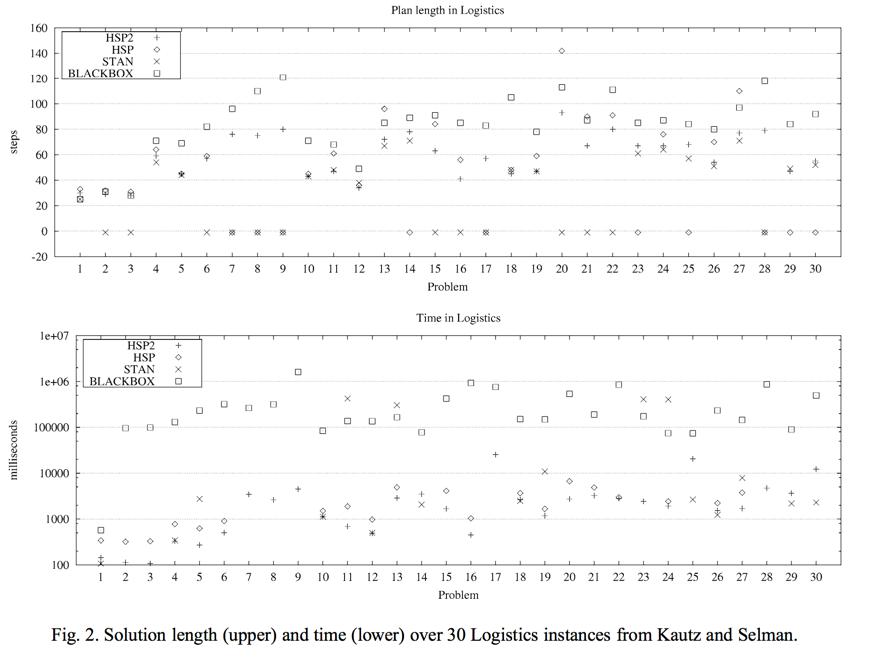 Plan length in Logistics
160
140
120
100
80
60
40
20
0
-20
steps
HSP2
HSP
STAN
BLACKBOX
1 2 3 4 5 6 7 8 9 10 11 12 13 14 15 16 17 18 19 20 21 22 23 24 25 26 27 28 29 30
Problem
Time in Logistics
1e+07
1e+06
100000
10000
1000
100
milliseconds
HSP2
HSP
STAN
BLACKBOX
1 2 3 4 5 6 7 8 9 10 11 12 13 14 15 16 17 18 19 20 21 22 23 24 25 26 27 28 29 30
Problem
Fig. 2. Solution length (upper) and time (lower) over 30 Logistics instances from Kautz and Selman.